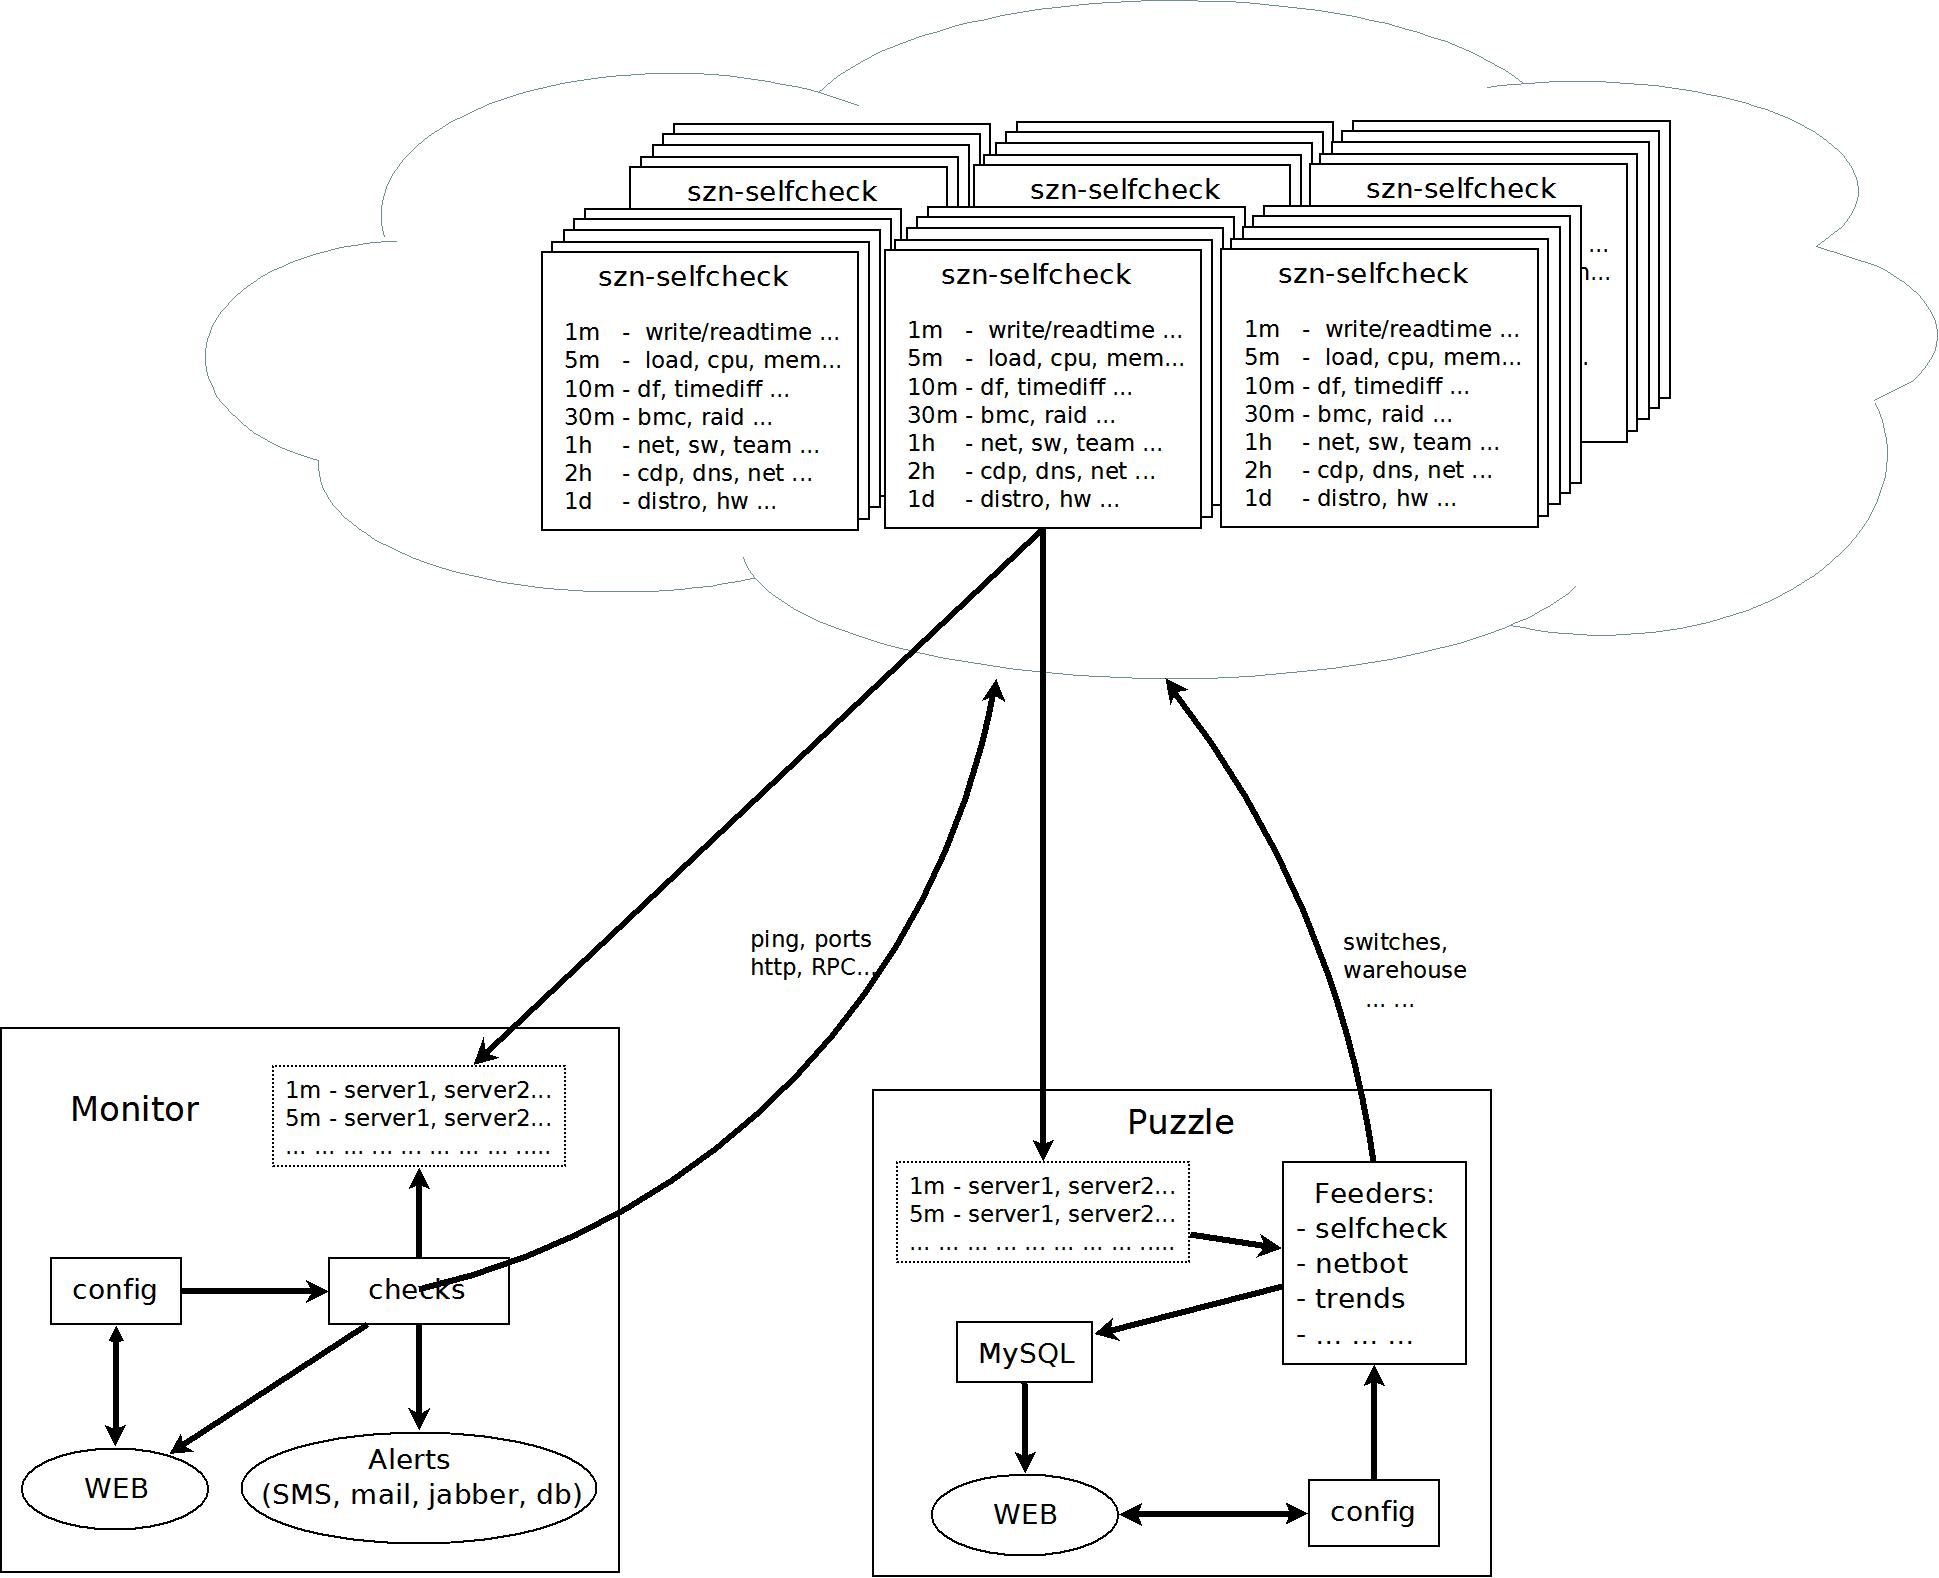 szn-selfcheck
szn-selfcheck
szn-selfcheck
...
...
.
szn-selfcheck
1m - write/readtime ...
5m - load, cpu, mem...
10m - df, timediff ...
30m - bmc, raid ...
1h - net, sw, team ...
2h - cdp, dns, net ...
1d - distro, hw ...
szn-selfcheck
1m - write/readtime ...
5m - load, cpu, mem...
10m - df, timediff ...
30m - bmc, raid ...
1h - net, sw, team ...
2h - cdp, dns, net ...
1d - distro, hw ...
szn-selfcheck
1m - write/readtime ...
5m - load, cpu, mem...
10m - df, timediff ...
30m - bmc, raid ...
1h - net, sw, team ...
2h - cdp, dns, net ...
1d - distro, hw ...
ping, ports
http, RPC...
switches,
warehouse
... ...
Monitor
1m - server1, server2...
5m - server1, server2...
... ... ... ... ... ... ... ... .....
config
checks
WEB
Alerts
(SMS, mail, jabber, db)
Puzzle
1m - server1, server2...
5m - server1, server2...
... ... ... ... ... ... ... ... .....
Feeders:
- selfcheck
- netbot
- trends
- ... ... ...
MySQL
WEB
config